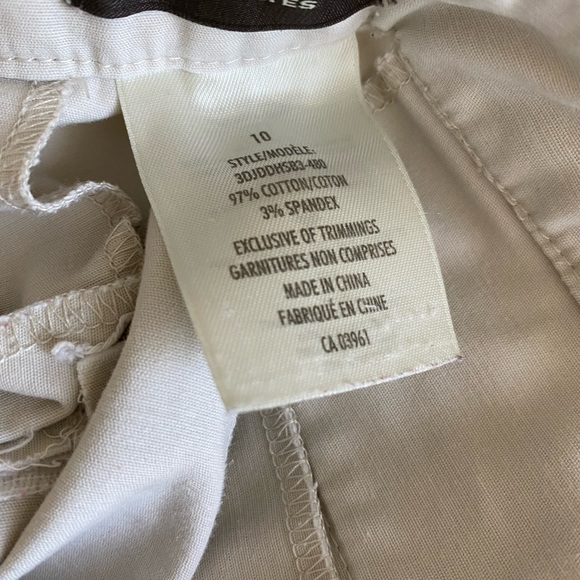 10
STYLE/MODÈLE:
3DJDDHSB3-480
97% COTTON/COTON
3% SPANDEX
EXCLUSIVE OF TRIMMINGS
GARNITURES NON COMPRISES
MADE IN CHINA
FABRIQUÉ EN CHINE
CA 03961